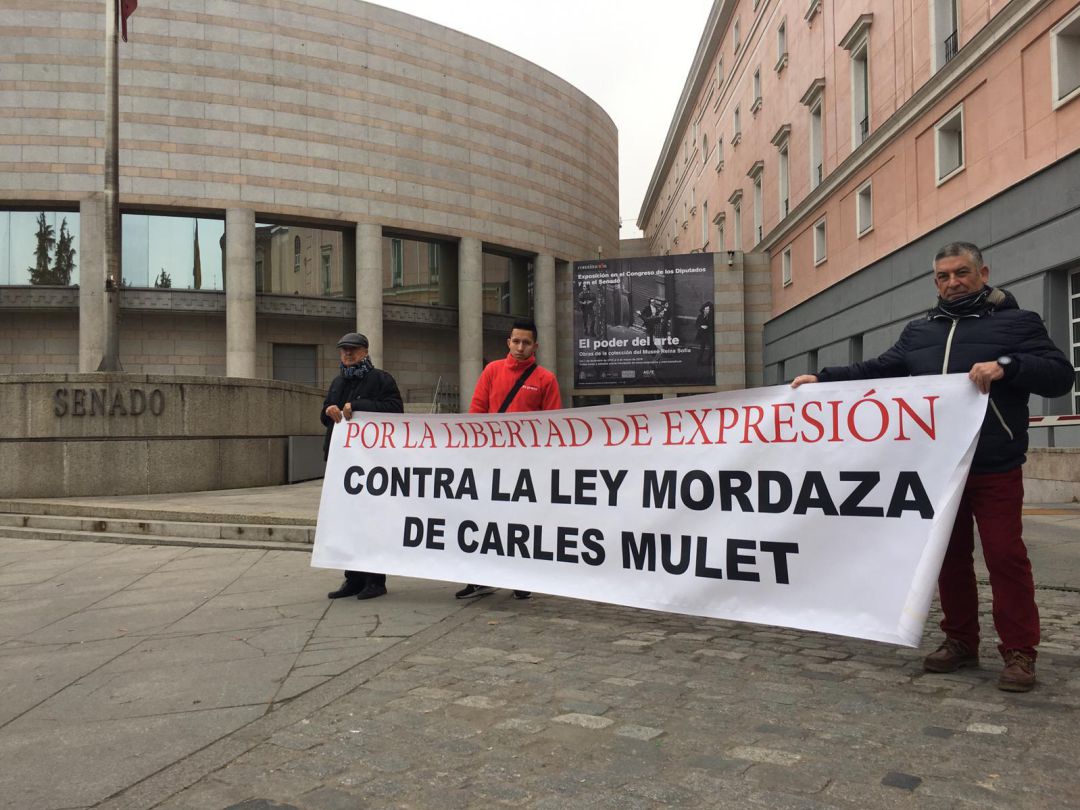 SENADO
Exposición en el Congreso de los Diputados
y en el Senado
El poder del arte
Obras de la colección del Museo Reina Sofía
POR LA LIBERTAD DE EXPRESIÓN
CONTRA LA LEY MORDAZA
DE CARLES MULET